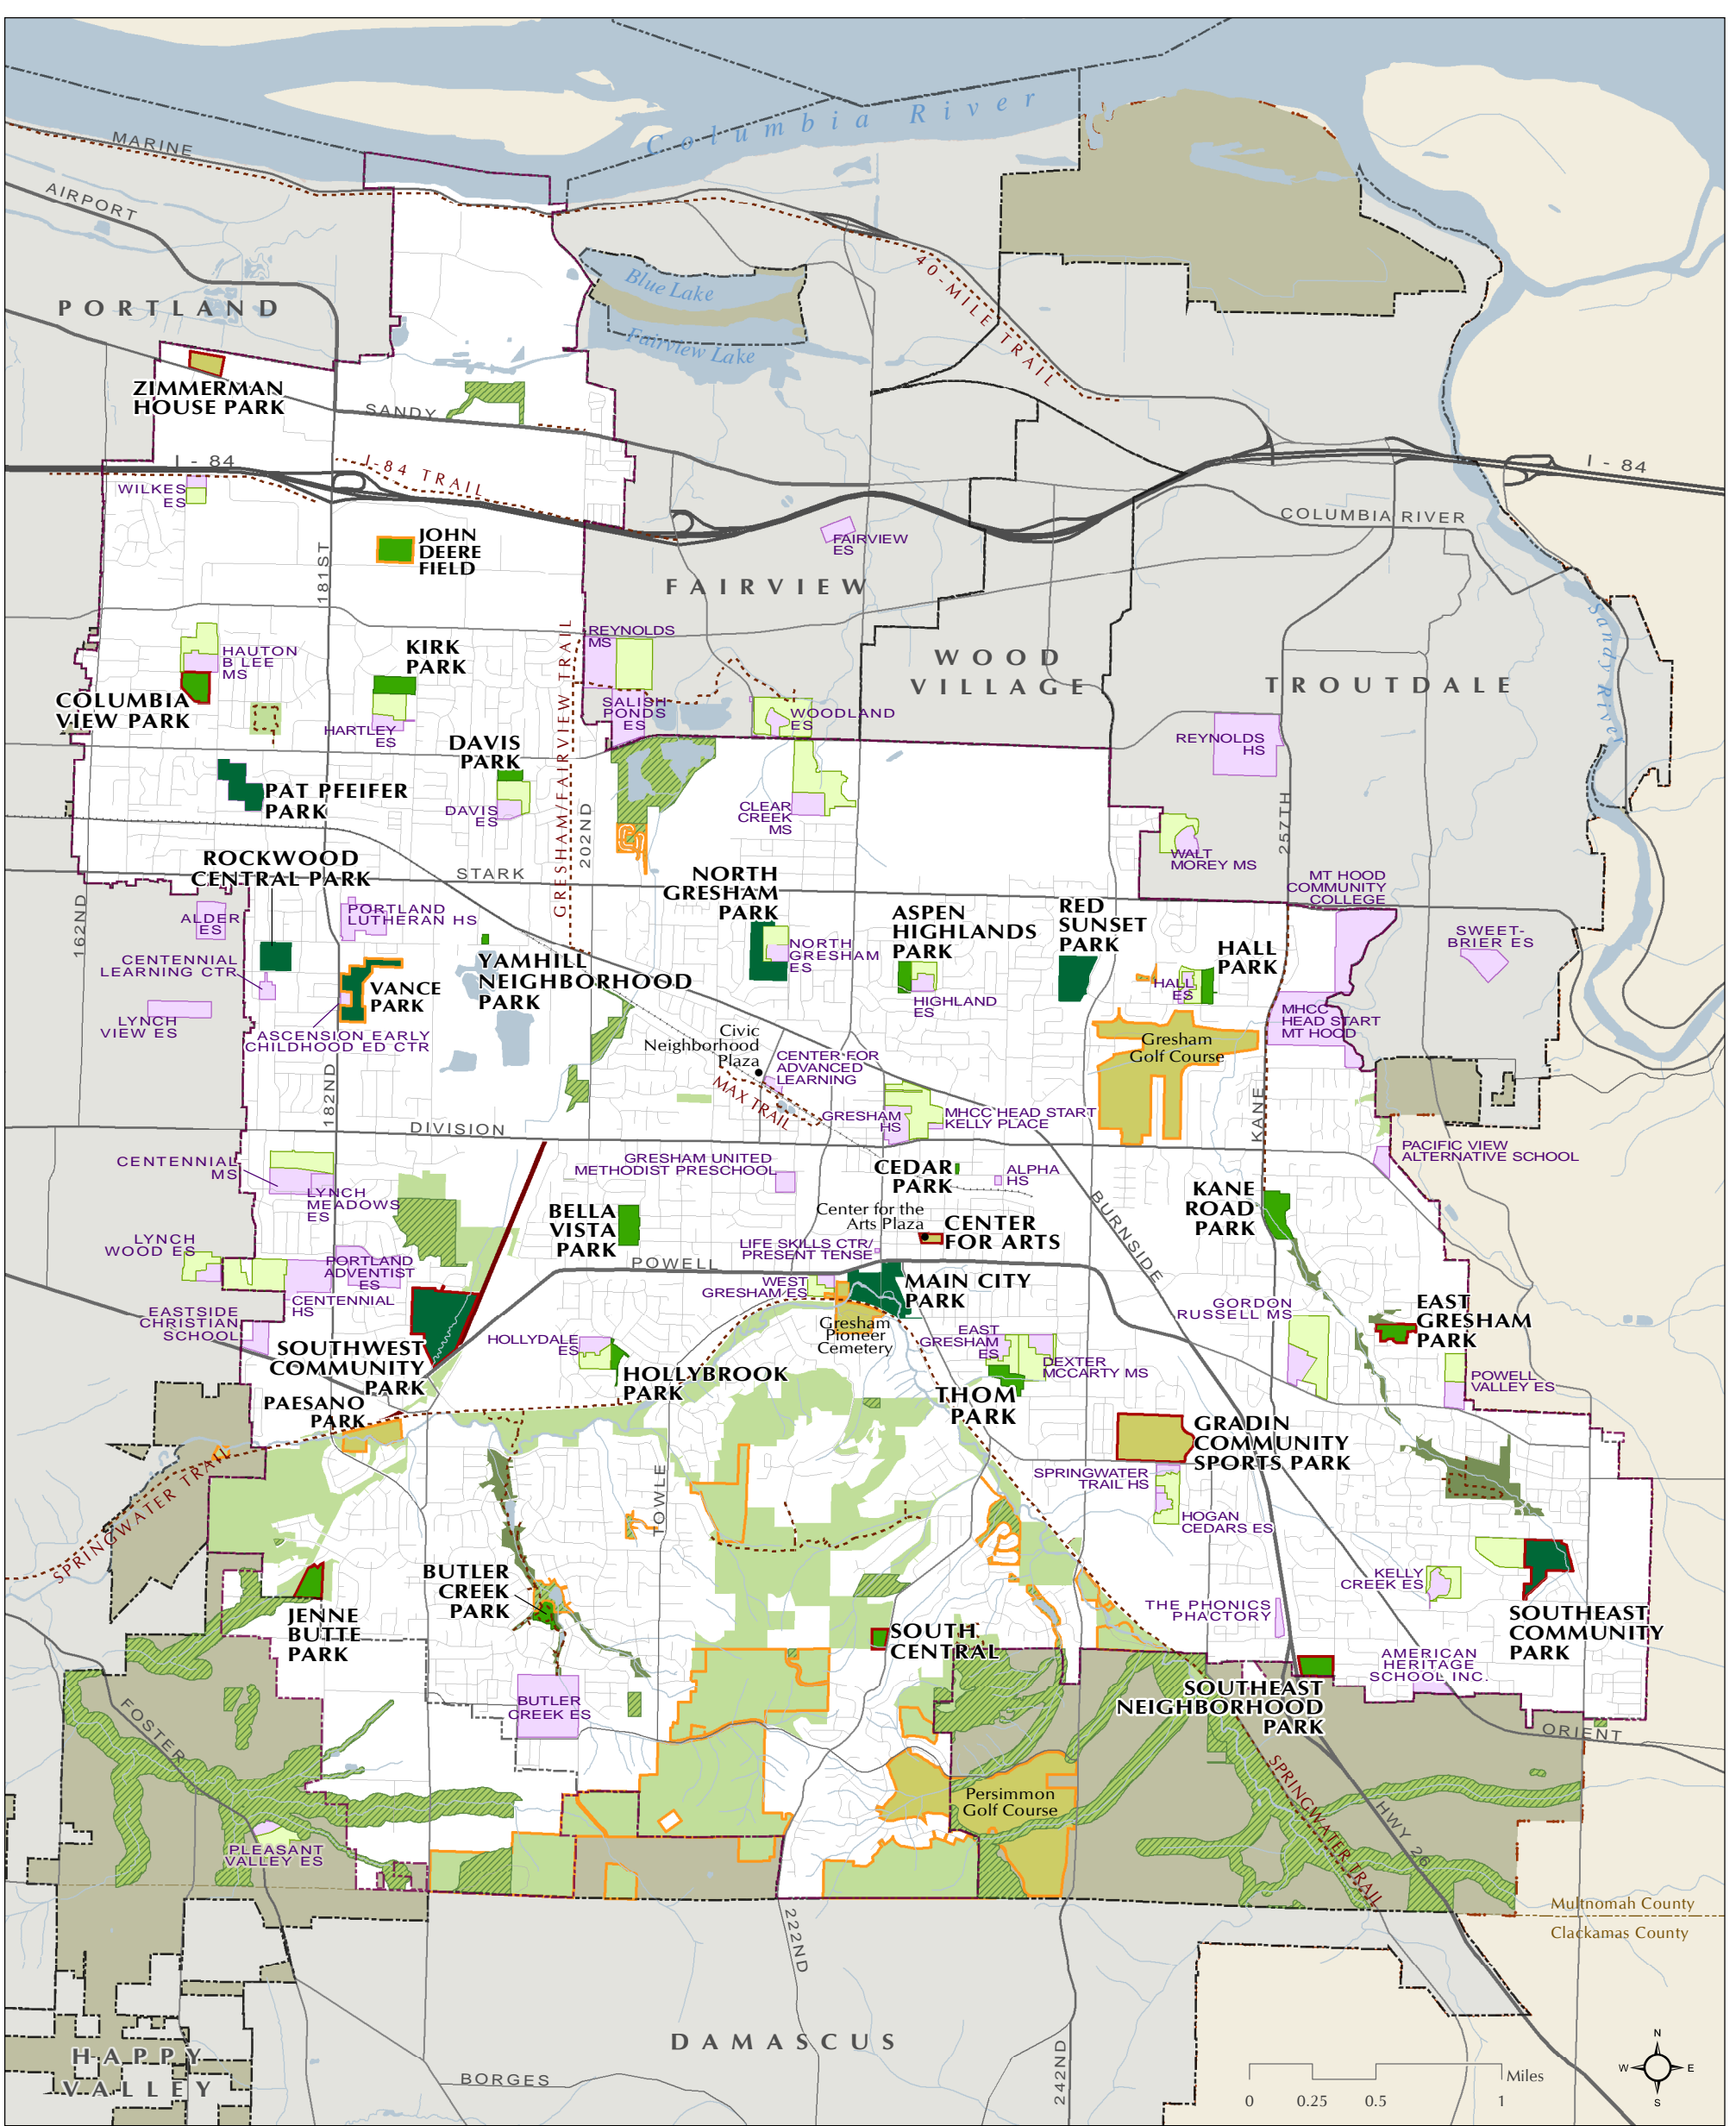 Columbia River
MARINE
AIRPORT
PORTLAND
Blue Lake
Fairview Lake
40-MILE TRAIL
ZIMMERMAN
HOUSE PARK
SANDY
I - 84
I-84 TRAIL
I - 84
WILKES
ES
COLUMBIA RIVER
JOHN
DEERE
FIELD
FAIRVIEW
ES
181ST
FAIRVIEW
Sandy River
REYNOLDS
MS
HAUTON
B LEE
MS
KIRK
PARK
WOOD
VILLAGE
TROUTDALE
COLUMBIA
VIEW PARK
SALISH
PONDS
ES
WOODLAND
ES
HARTLEY
ES
REYNOLDS
HS
DAVIS
PARK
GRESHAM/FAIRVIEW TRAIL
PAT PFEIFER
PARK
DAVIS
ES
202ND
CLEAR
CREEK
MS
257TH
WALT
MOREY MS
ROCKWOOD
CENTRAL PARK
STARK
NORTH
GRESHAM
PARK
MT HOOD
COMMUNITY
COLLEGE
162ND
ALDER
ES
PORTLAND
LUTHERAN HS
ASPEN
HIGHLANDS
PARK
RED
SUNSET
PARK
SWEET-
BRIER ES
CENTENNIAL
LEARNING CTR
YAMHILL
NEIGHBORHOOD
PARK
NORTH
GRESHAM
ES
HALL
PARK
VANCE
PARK
HALL
ES
HIGHLAND
ES
LYNCH
VIEW ES
ASCENSION EARLY
CHILDHOOD ED CTR
MHCC
HEAD START
MT HOOD
Civic
Neighborhood
Plaza
Gresham
Golf Course
CENTER FOR
ADVANCED
LEARNING
182ND
MAX TRAIL
KANE
GRESHAM
HS
MHCC HEAD START
KELLY PLACE
DIVISION
PACIFIC VIEW
ALTERNATIVE SCHOOL
CENTENNIAL
MS
GRESHAM UNITED
METHODIST PRESCHOOL
CEDAR
PARK
ALPHA
HS
LYNCH
MEADOWS
ES
KANE
ROAD
PARK
BURNSIDE
BELLA
VISTA
PARK
Center for the
Arts Plaza
CENTER
FOR ARTS
LYNCH
WOOD ES
LIFE SKILLS CTR/
PRESENT TENSE
PORTLAND
ADVENTIST
ES
POWELL
WEST
GRESHAM ES
MAIN CITY
PARK
CENTENNIAL
HS
EASTSIDE
CHRISTIAN
SCHOOL
GORDON
RUSSELL MS
EAST
GRESHAM
PARK
Gresham
Pioneer
Cemetery
SOUTHWEST
COMMUNITY
PARK
HOLLYDALE
ES
EAST
GRESHAM
ES
DEXTER
MCCARTY MS
HOLLYBROOK
PARK
POWELL
VALLEY ES
THOM
PARK
PAESANO
PARK
GRADIN
COMMUNITY
SPORTS PARK
SPRINGWATER TRAIL
TOWLE
SPRINGWATER
TRAIL HS
HOGAN
CEDARS ES
BUTLER
CREEK
PARK
KELLY
CREEK ES
JENNE
BUTTE
PARK
THE PHONICS
PHACTORY
SOUTHEAST
COMMUNITY
PARK
SOUTH
CENTRAL
AMERICAN
HERITAGE
SCHOOL INC.
BUTLER
CREEK ES
SOUTHEAST
NEIGHBORHOOD
PARK
FOSTER
ORIENT
SPRINGWATER TRAIL
HWY 26
Persimmon
Golf Course
PLEASANT
VALLEY ES
Multnomah County
Clackamas County
222ND
DAMASCUS
HAPPY
VALLEY
BORGES
242ND
Miles
0 0.25 0.5 1
N
W E
S